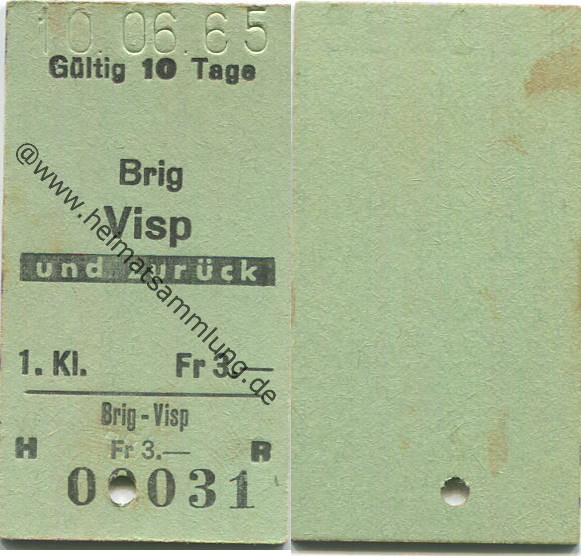 10.06.65
Gültig 10 Tage
Brig
Visp
und zurück
1. Kl. Fr 3.—
Brig - Visp
H Fr 3.— R
00031
@www.heimatsammlung.de